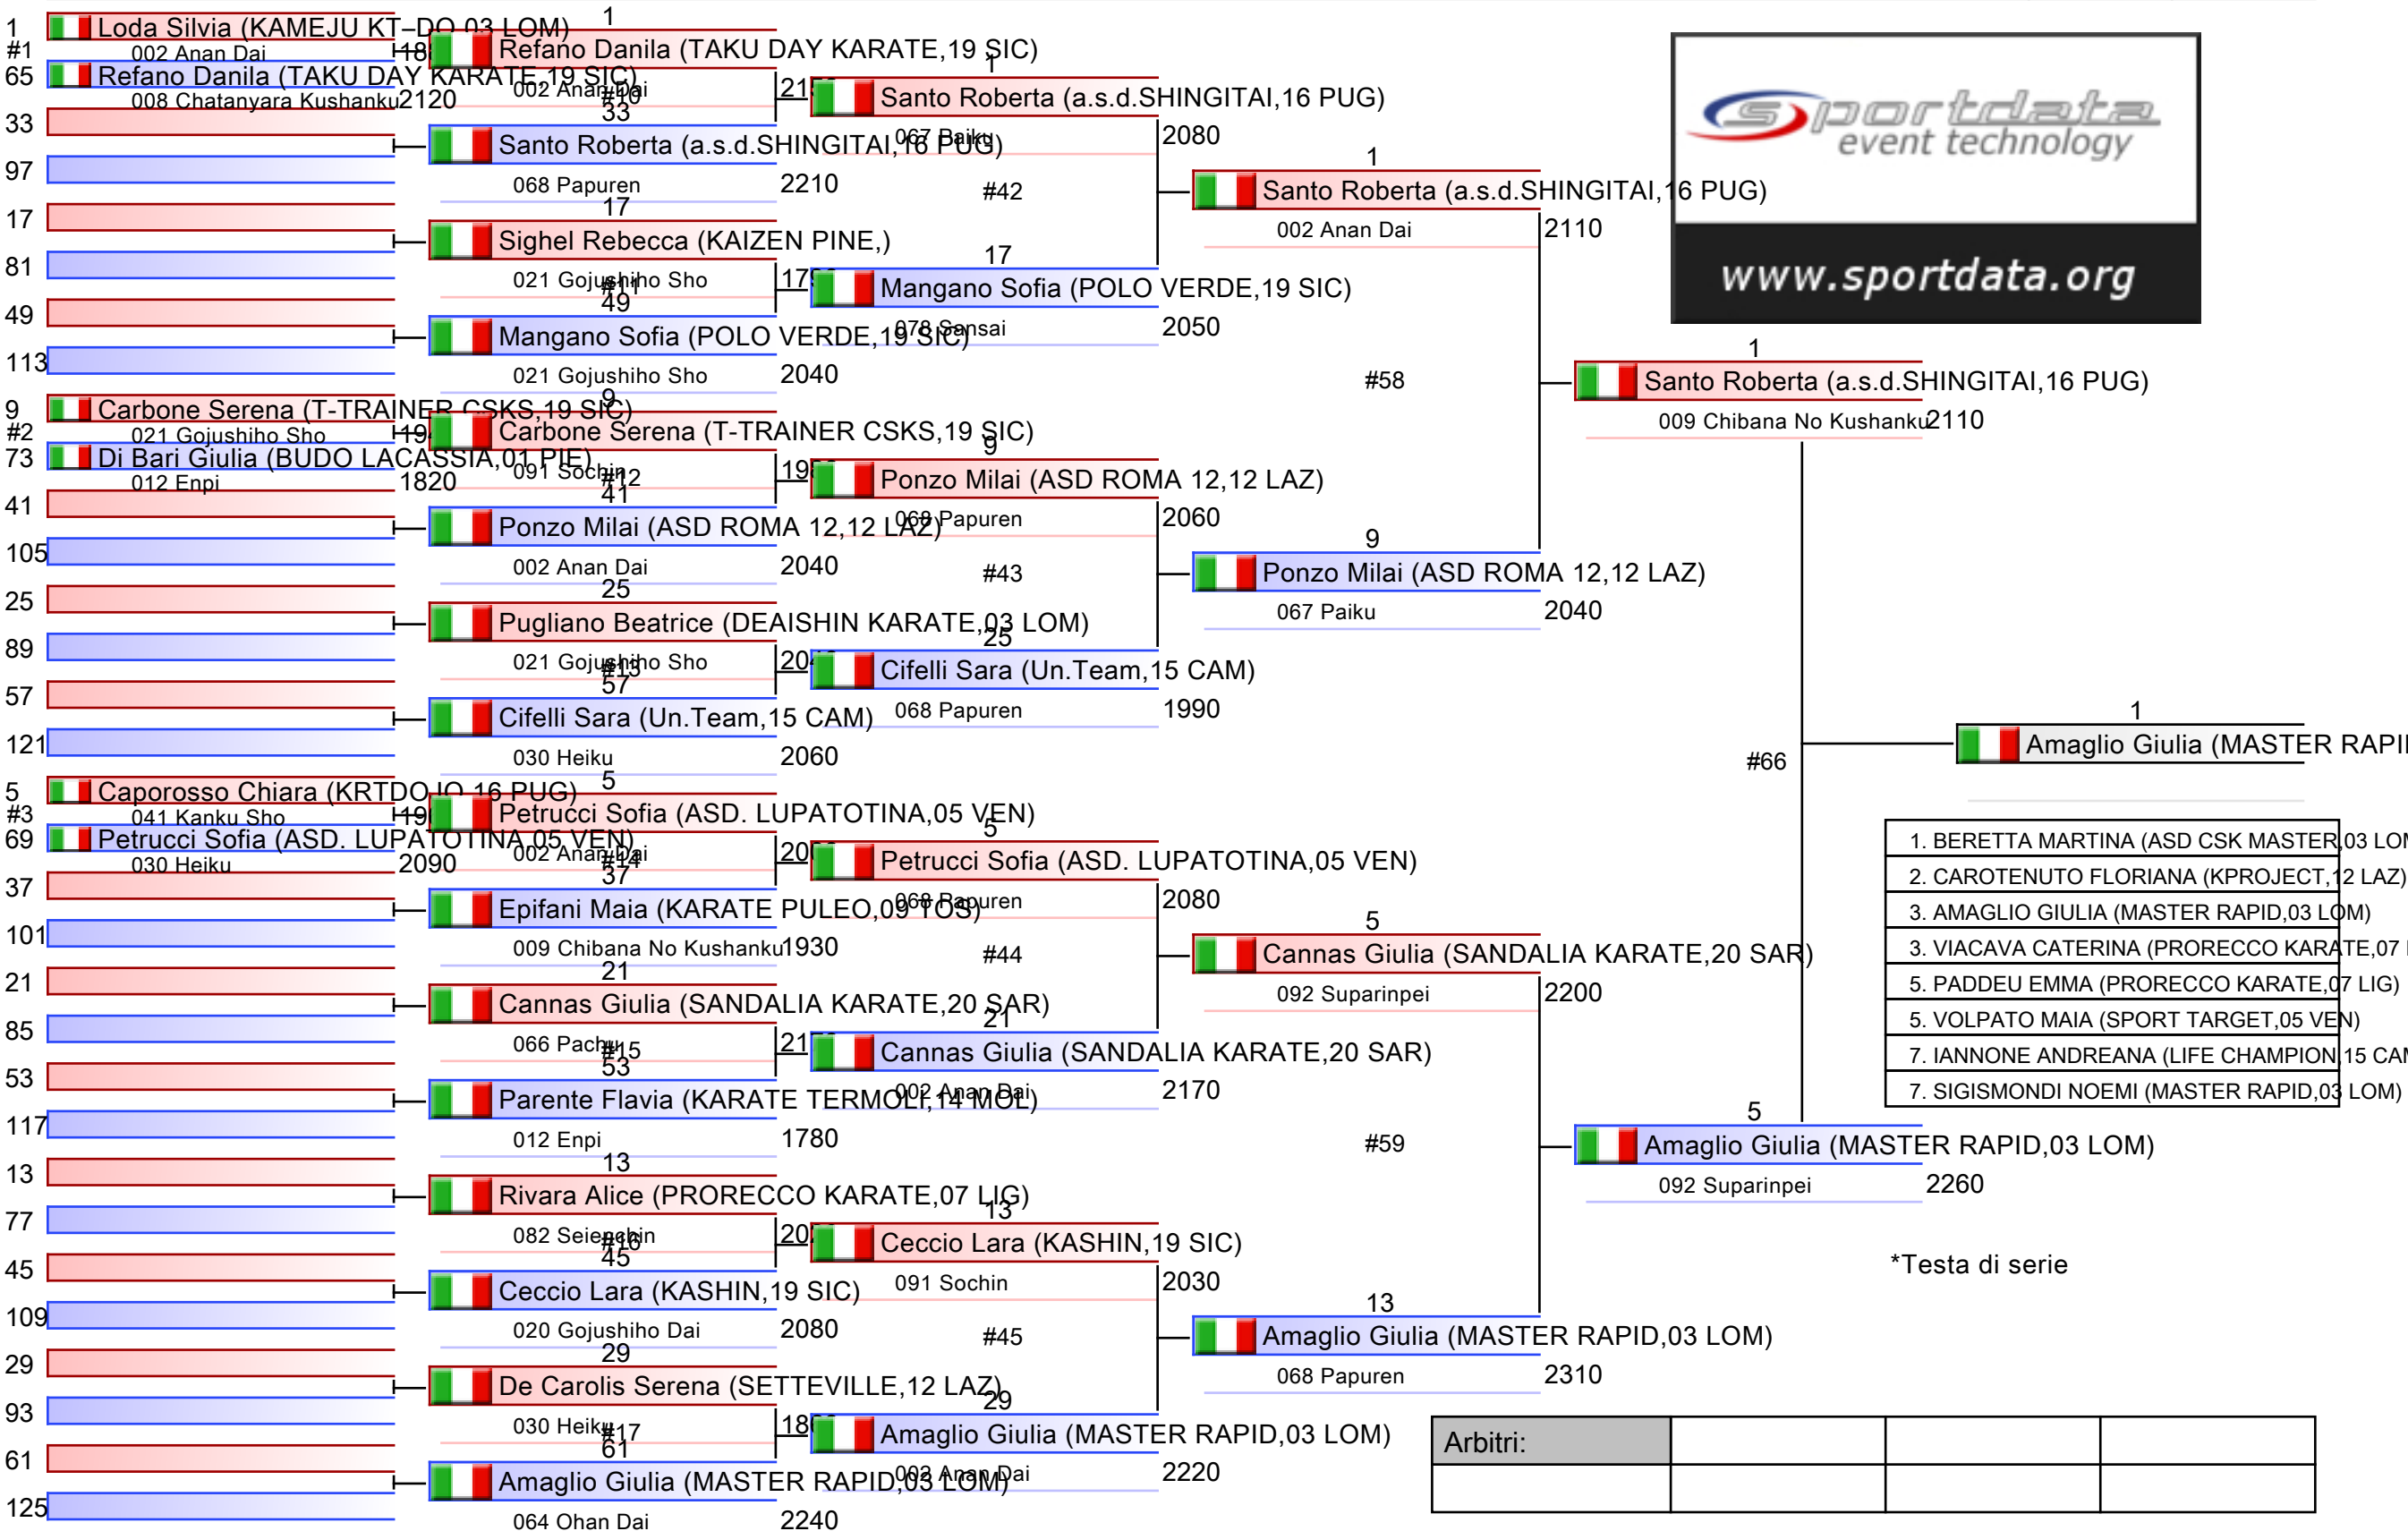 1
Loda Silvia (KAMEJU KT-DO,03 LOM)
#1
002 Anan Dai
65
Refano Danila (TAKU DAY KARATE,19 SIC)
008 Chatanyara Kushanku 2120
33
97
17
81
49
113
9
Carbone Serena (T-TRAINER CSKS,19 SIC)
#2
021 Gojushiho Sho
73
Di Bari Giulia (BUDO LACASSIA,01 PIE)
012 Enpi 1820
41
105
25
89
57
121
5
Caporosso Chiara (KRTDOJO,16 PUG)
#3
041 Kanku Sho
69
Petrucci Sofia (ASD. LUPATOTINA,05 VEN)
030 Heiku 2090
37
101
21
85
53
117
13
77
45
109
29
93
61
125
1
Refano Danila (TAKU DAY KARATE,19 SIC)
002 Anan Dai
#10
33
Santo Roberta (a.s.d.SHINGITAI,16 PUG)
068 Papuren 2210
17
Sighel Rebecca (KAIZEN PINE,)
021 Gojushiho Sho
#11
49
Mangano Sofia (POLO VERDE,19 SIC)
021 Gojushiho Sho 2040
9
Carbone Serena (T-TRAINER CSKS,19 SIC)
091 Sochin
#12
41
Ponzo Milai (ASD ROMA 12,12 LAZ)
002 Anan Dai 2040
25
Pugliano Beatrice (DEAISHIN KARATE,03 LOM)
021 Gojushiho Sho
#13
57
Cifelli Sara (Un.Team,15 CAM)
030 Heiku 2060
5
Petrucci Sofia (ASD. LUPATOTINA,05 VEN)
002 Anan Dai
#14
37
Epifani Maia (KARATE PULEO,09 TOS)
009 Chibana No Kushanku 1930
21
Cannas Giulia (SANDALIA KARATE,20 SAR)
066 Pachu
#15
53
Parente Flavia (KARATE TERMOLI,14 MOL)
012 Enpi 1780
13
Rivara Alice (PRORECCO KARATE,07 LIG)
082 Seienchin
#16
45
Ceccio Lara (KASHIN,19 SIC)
020 Gojushiho Dai 2080
29
De Carolis Serena (SETTEVILLE,12 LAZ)
030 Heiku
#17
61
Amaglio Giulia (MASTER RAPID,03 LOM)
064 Ohan Dai 2240
1
Santo Roberta (a.s.d.SHINGITAI,16 PUG)
067 Paiku 2080
#42
17
Mangano Sofia (POLO VERDE,19 SIC)
078 Sansai 2050
9
Ponzo Milai (ASD ROMA 12,12 LAZ)
068 Papuren 2060
#43
25
Cifelli Sara (Un.Team,15 CAM)
068 Papuren 1990
5
Petrucci Sofia (ASD. LUPATOTINA,05 VEN)
068 Papuren 2080
#44
21
Cannas Giulia (SANDALIA KARATE,20 SAR)
002 Anan Dai 2170
13
Ceccio Lara (KASHIN,19 SIC)
091 Sochin 2030
#45
29
Amaglio Giulia (MASTER RAPID,03 LOM)
002 Anan Dai 2220
1
Santo Roberta (a.s.d.SHINGITAI,16 PUG)
002 Anan Dai 2110
#58
9
Ponzo Milai (ASD ROMA 12,12 LAZ)
067 Paiku 2040
5
Cannas Giulia (SANDALIA KARATE,20 SAR)
092 Suparinpei 2200
#59
13
Amaglio Giulia (MASTER RAPID,03 LOM)
068 Papuren 2310
sportdata
event technology
www.sportdata.org
1
Santo Roberta (a.s.d.SHINGITAI,16 PUG)
009 Chibana No Kushanku 2110
#66
5
Amaglio Giulia (MASTER RAPID,03 LOM)
092 Suparinpei 2260
1
Amaglio Giulia (MASTER
1. BERETTA MARTINA (ASD CSK MASTER,03
2. CAROTENUTO FLORIANA (KPROJECT,12 LAZ)
3. AMAGLIO GIULIA (MASTER RAPID,03 LOM)
3. VIACAVA CATERINA (PRORECCO KARATE,07
5. PADDEU EMMA (PRORECCO KARATE,07 LIG)
5. VOLPATO MAIA (SPORT TARGET,05 VEN)
7. IANNONE ANDREANA (LIFE CHAMPION,15
7. SIGISMONDI NOEMI (MASTER RAPID,03 LOM)
*Testa di serie
Arbitri: